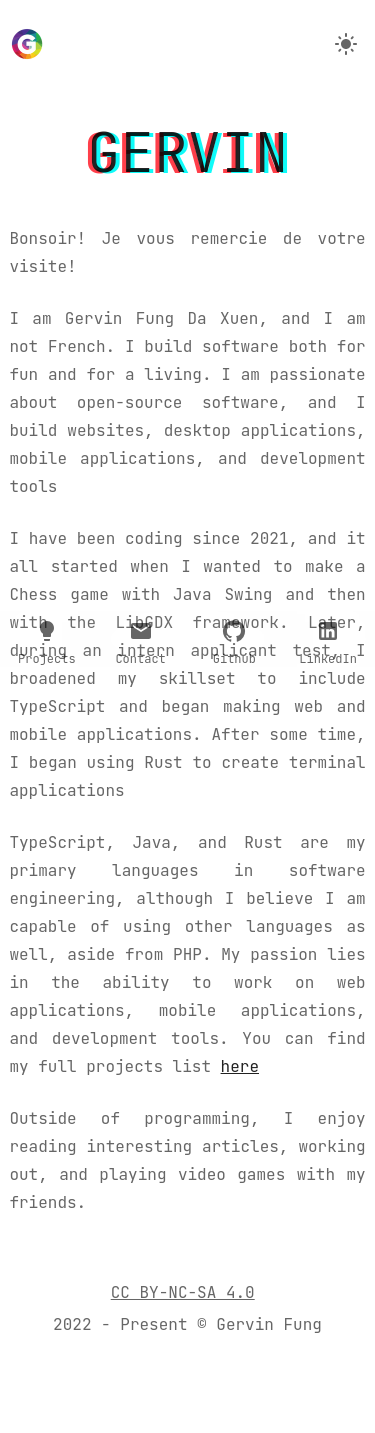 G
GERVIN
Bonsoir! Je vous remercie de votre
visite!
I am Gervin Fung Da Xuen, and I am
not French. I build software both for
fun and for a living. I am passionate
about open-source software, and I
build websites, desktop applications,
mobile applications, and development
tools
I have been coding since 2021, and it
all started when I wanted to make a
Chess game with Java Swing and then
with the LibGDX framework. Later,
during an intern applicant test, I
broadened my skillset to include
TypeScript and began making web and
mobile applications. After some time,
I began using Rust to create terminal
applications
Projects Contact GitHub LinkedIn
TypeScript, Java, and Rust are my
primary languages in software
engineering, although I believe I am
capable of using other languages as
well, aside from PHP. My passion lies
in the ability to work on web
applications, mobile applications,
and development tools. You can find
my full projects list here
Outside of programming, I enjoy
reading interesting articles, working
out, and playing video games with my
friends.
CC BY-NC-SA 4.0
2022 - Present © Gervin Fung